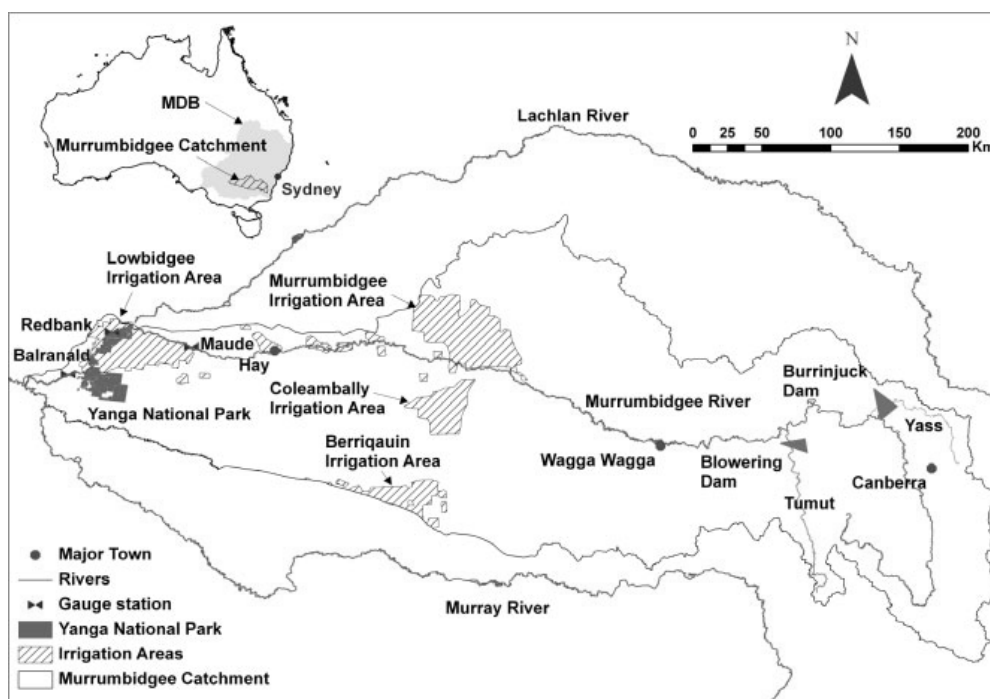 N
Lachlan River
0 25 50 100 150 200
Km
MDB
Murrumbidgee Catchment
Sydney
Lowbidgee
Irrigation Area
Murrumbidgee
Irrigation Area
Redbank
Balranald
Maude
Hay
Yanga National Park
Coleambally
Irrigation Area
Berriqauin
Irrigation Area
Murrumbidgee River
Wagga Wagga
Burrinjuck
Dam
Yass
Blowering
Dam
Canberra
Tumut
Murray River
Major Town
Rivers
Gauge station
Yanga National Park
Irrigation Areas
Murrumbidgee Catchment